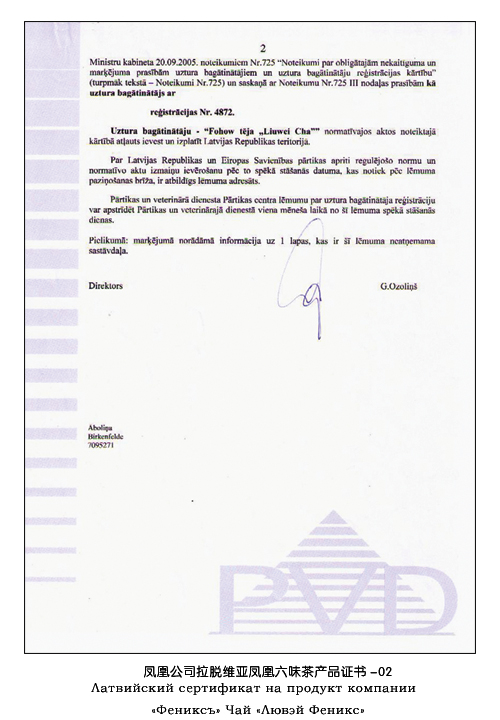 2
Ministru kabineta 20.09.2005. noteikumiem Nr.725 “Noteikumi par obligātajām nekaitīguma un
marķējuma prasībām uztura bagātinātājiem un uztura bagātinātāju reģistrācijas kārtību”
(turpmāk tekstā – Noteikumi Nr.725) un saskaņā ar Noteikumu Nr.725 III nodaļas prasībām kā
uztura bagātinātājs ar
reģistrācijas Nr. 4872.
Uztura bagātinātāju - “Fohow tēja „Liuwei Cha”” normatīvajos aktos noteiktajā
kārtībā atļauts ievest un izplatīt Latvijas Republikas teritorijā.
Par Latvijas Republikas un Eiropas Savienības pārtikas apriti regulējošo normu un
normatīvo aktu izmaiņu ievērošanu pēc to spēkā stāšanās datuma, kas notiek pēc lēmuma
paziņošanas brīža, ir atbildīgs lēmuma adresāts.
Pārtikas un veterinārā dienesta Pārtikas centra lēmumu par uztura bagātinātāja reģistrāciju
var apstrīdēt Pārtikas un veterinārajā dienestā viena mēneša laikā no šī lēmuma spēkā stāšanās
dienas.
Pielikumā: marķējumā norādāmā informācija uz 1 lapas, kas ir šī lēmuma neatņemama
sastāvdaļa.
Direktors G.Ozoliņš
Āboliņa
Birkenfelde
7095271
PVD
凤凰公司拉脱维亚凤凰六味茶产品证书 –02
Латвийский сертификат на продукт компании
«Фениксъ» Чай «Лювэй Феникс»